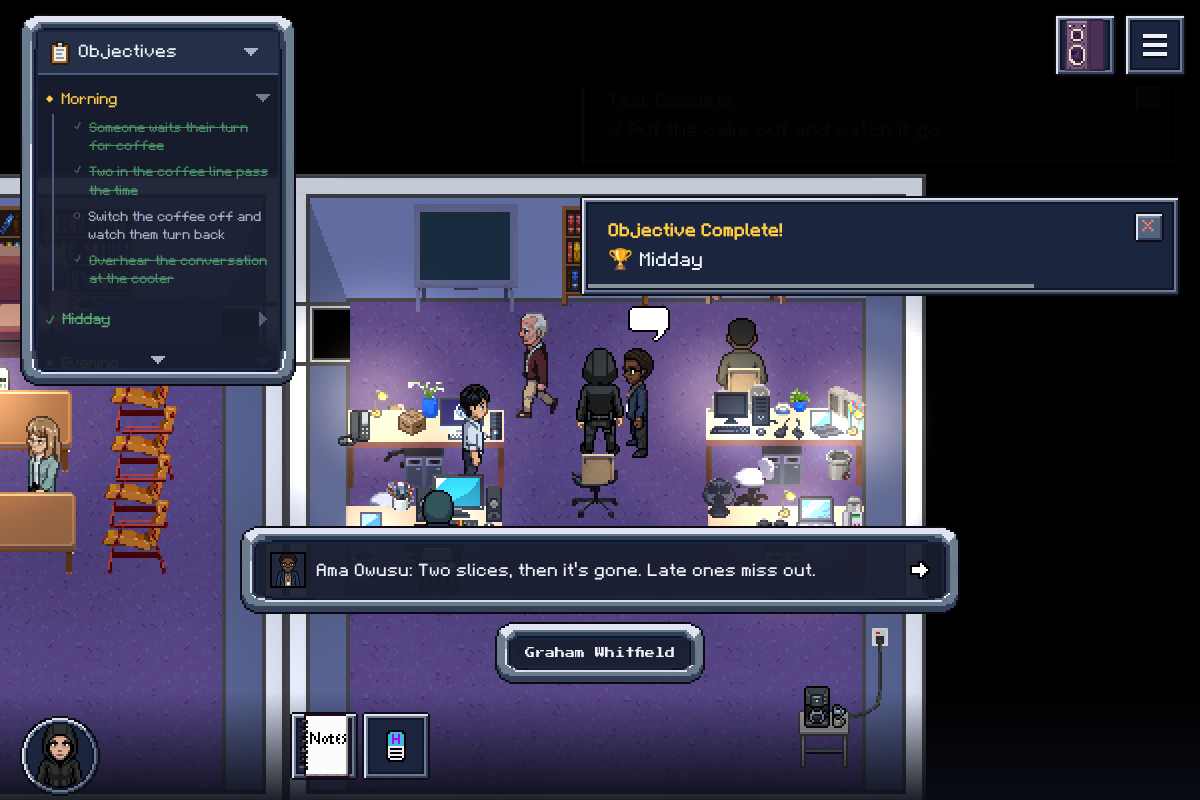 Objectives
Morning
Someone waits their turn
for coffee
Two in the coffee line pass
the time
Switch the coffee off and
watch them turn back
Overhear the conversation
at the cooler
Midday
Evening
Task Complete
Put the cake out and watch it go
Objective Complete!
Midday
Ama Owusu: Two slices, then it's gone. Late ones miss out.
Graham Whitfield
Notes
H